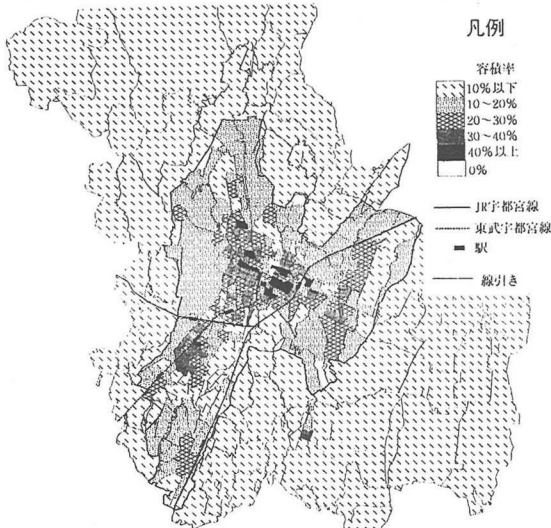 凡例
容積率
10%以下
10~20%
20~30%
30~40%
40%以上
0%
JR宇都宮線
東武宇都宮線
駅
線引き